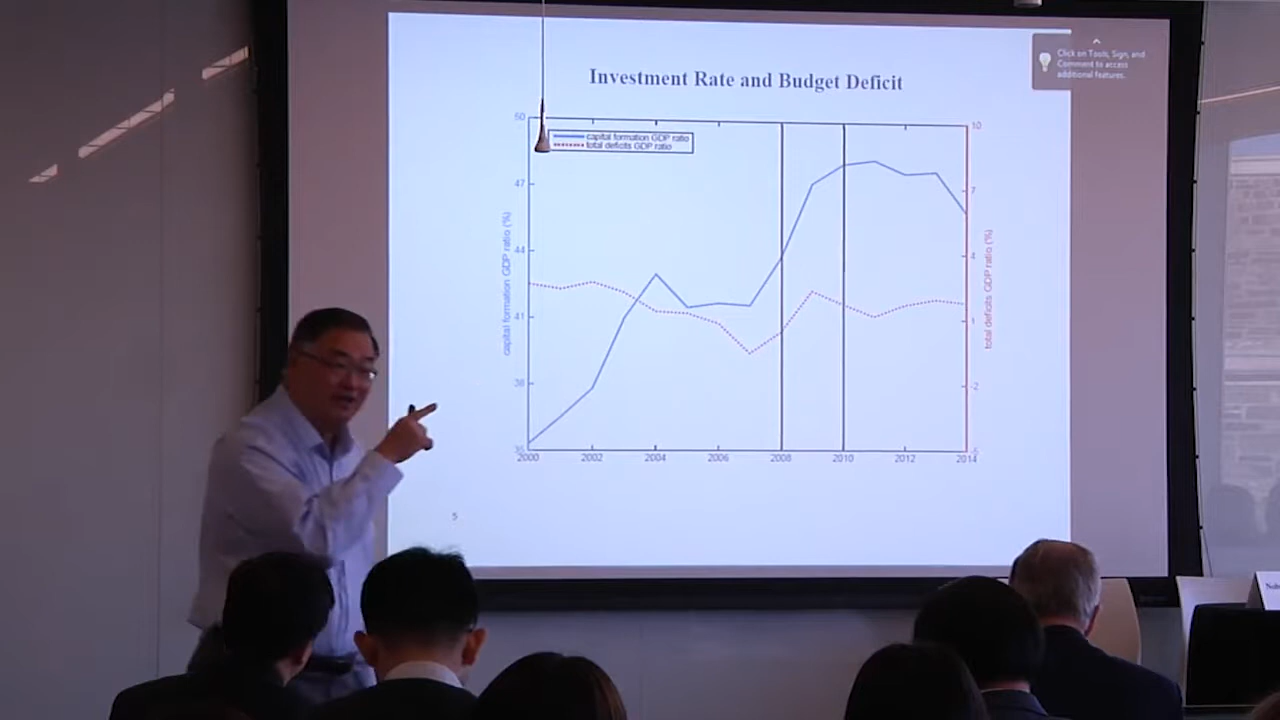 Click on Tools, Sign, and
Comment to access
additional features.
Investment Rate and Budget Deficit
capital formation GDP ratio
total deficits GDP ratio
50
47
44
41
38
35
10
7
4
1
-2
capital formation GDP ratio (%)
total deficits GDP ratio (%)
2000
2002
2004
2006
2008
2010
2012
2014
5